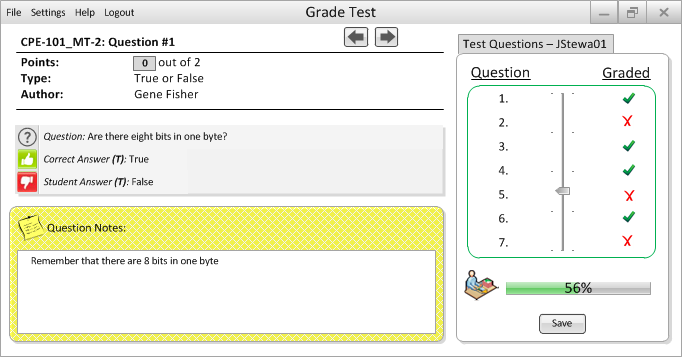 Grade Test
File Settings Help Logout
CPE-101_MT-2: Question #1
Points: 0 out of 2
Type: True or False
Author: Gene Fisher
? Question: Are there eight bits in one byte?
Correct Answer (T): True
Student Answer (T): False
Question Notes:
Remember that there are 8 bits in one byte
Test Questions – JStewa01
Question Graded
1.
2.
3.
4.
5.
6.
7.
56%
Save